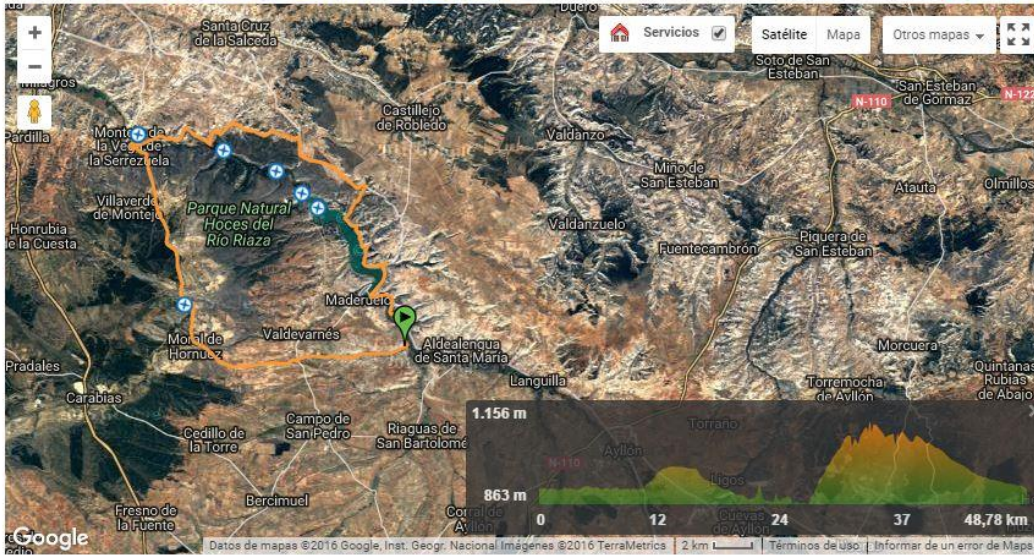 Duero
Santa Cruz
de la Salceda
Servicios
Satélite
Mapa
Otros mapas
Soto de San
Esteban
San Esteban
de Gormaz
N-110
N-122
Milagros
Castillejo
de Robledo
Pardilla
Valdanzo
la Vega de
la Serrezuela
Miño de
San Esteban
Atauta
Olmillos
Villaverde
de Montejo
Parque Natural
Hoces del
Río Riaza
Valdanzuelo
Honrubia
de la Cuesta
Fuentecambrón
Piquera de
San Esteban
Maderuelo
Moral de
Hornuez
Valdevarnés
Aldealengua
de Santa María
Morcuera
Pradales
Languilla
Quintanas
Rubias
de Abajo
Carabias
Torremocha
de Ayllón
Campo de
San Pedro
Riaguas de
San Bartolomé
Cedillo de
la Torre
1.156 m
Torraño
Ayllón
N-110
Ligos
863 m
Bercimuel
Fresno de
la Fuente
Corral de
Ayllón
Cuevas
de Ayllón
0
12
24
37
48,78 km
Google
Datos de mapas ©2016 Google, Inst. Geogr. Nacional Imágenes ©2016 TerraMetrics
2 km
Términos de uso
Informar de un error de Maps